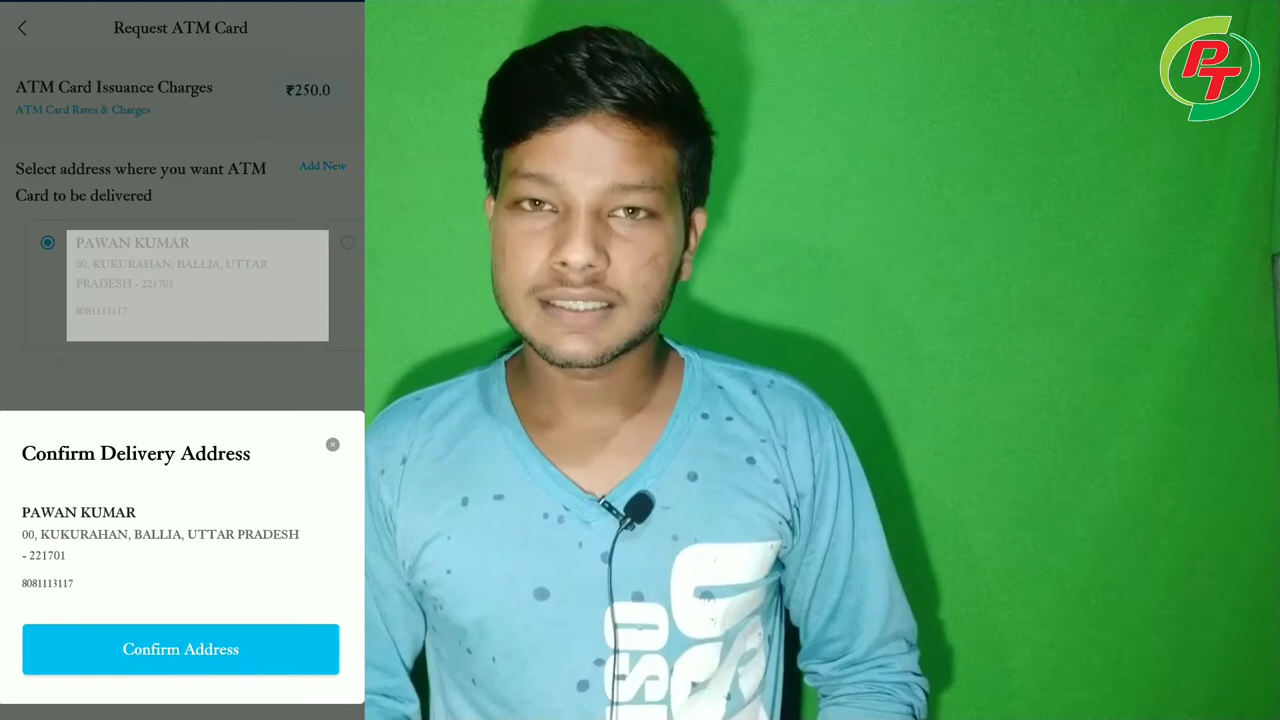 Request ATM Card
ATM Card Issuance Charges
₹250.0
ATM Card Rates & Charges
Select address where you want ATM
Add New
Card to be delivered
PAWAN KUMAR
00, KUKURAHAN, BALLIA, UTTAR
PRADESH - 221701
8081113117
Confirm Delivery Address
PAWAN KUMAR
00, KUKURAHAN, BALLIA, UTTAR PRADESH
- 221701
8081113117
Confirm Address
PT